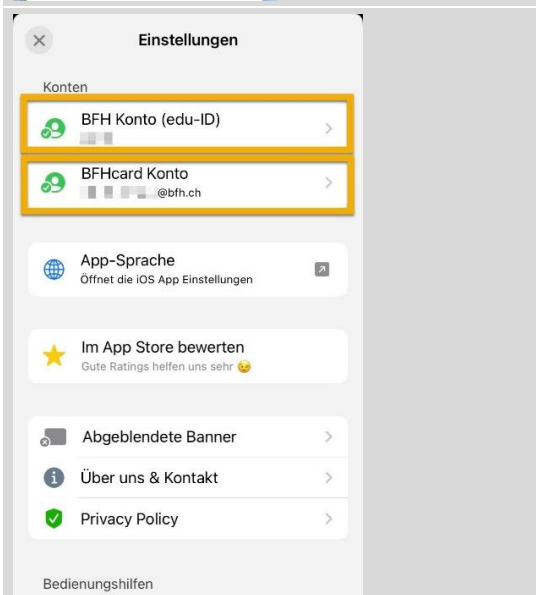 Einstellungen
Konten
BFH Konto (edu-ID)
BFHcard Konto
@bfh.ch
App-Sprache
Öffnet die iOS App Einstellungen
Im App Store bewerten
Gute Ratings helfen uns sehr 😉
Abgeblendete Banner
Über uns & Kontakt
Privacy Policy
Bedienungshilfen